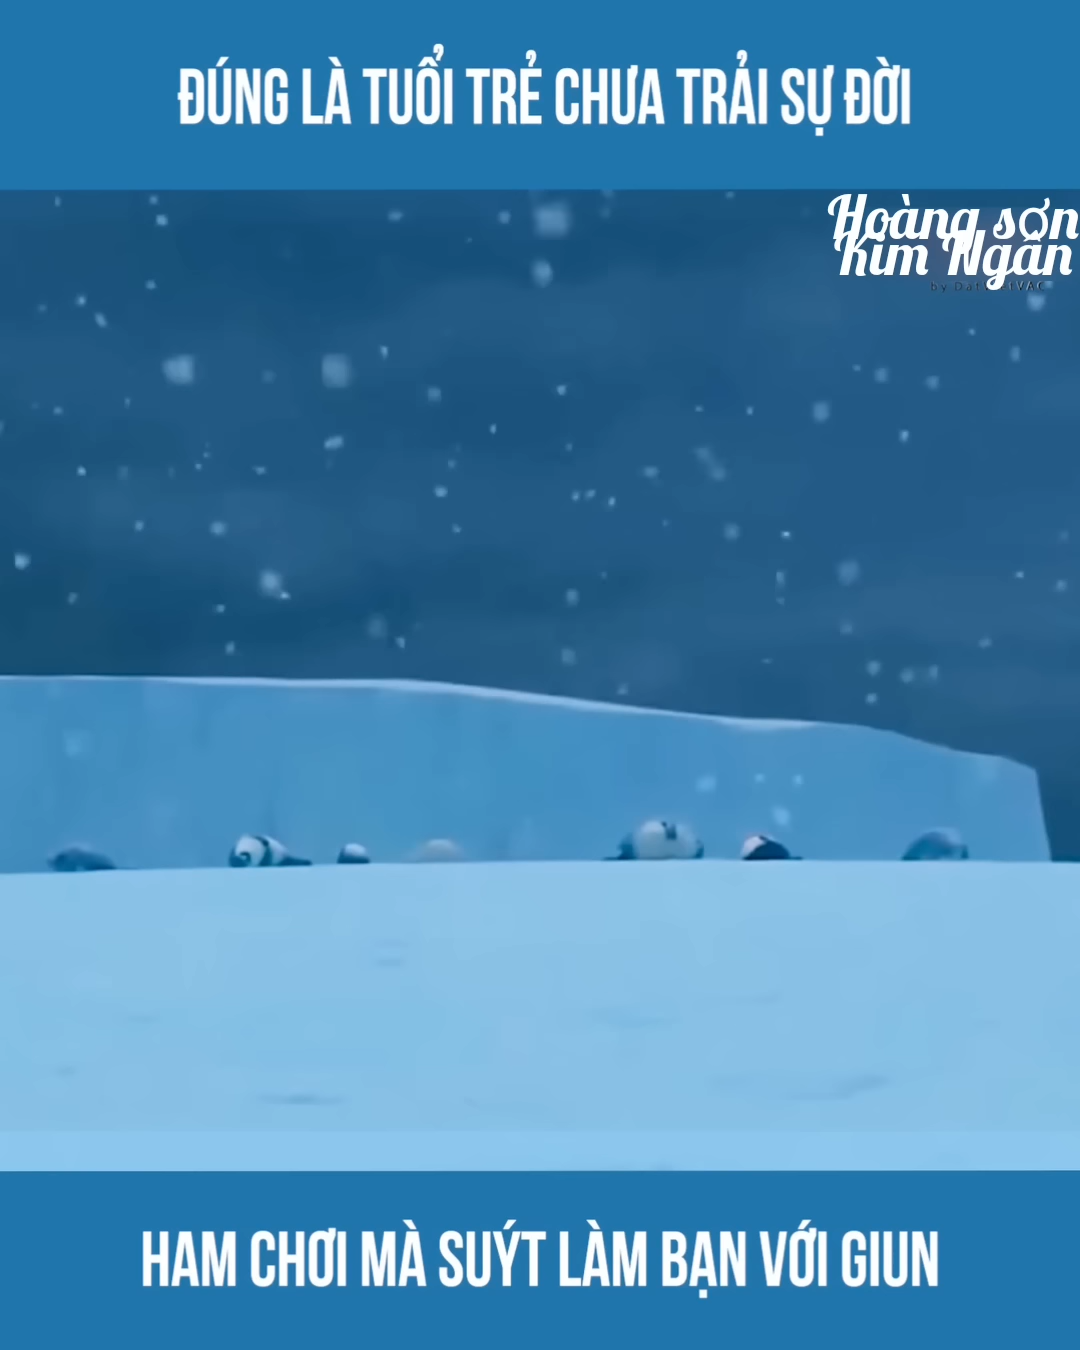 ĐÚNG LÀ TUỔI TRẺ CHƯA TRẢI SỰ ĐỜI
Hoàng sơn
Kim Ngân
HAM CHƠI MÀ SUÝT LÀM BẠN VỚI GIUN